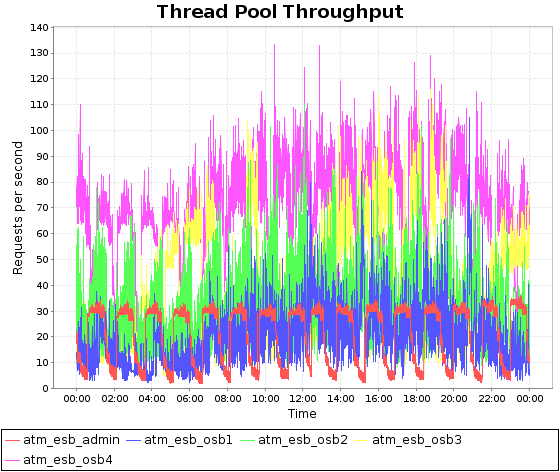 Thread Pool Throughput
140
130
120
110
100
90
80
70
60
50
40
30
20
10
0
Requests per second
00:00 02:00 04:00 06:00 08:00 10:00 12:00 14:00 16:00 18:00 20:00 22:00 00:00
Time
atm_esb_admin atm_esb_osb1 atm_esb_osb2 atm_esb_osb3
atm_esb_osb4